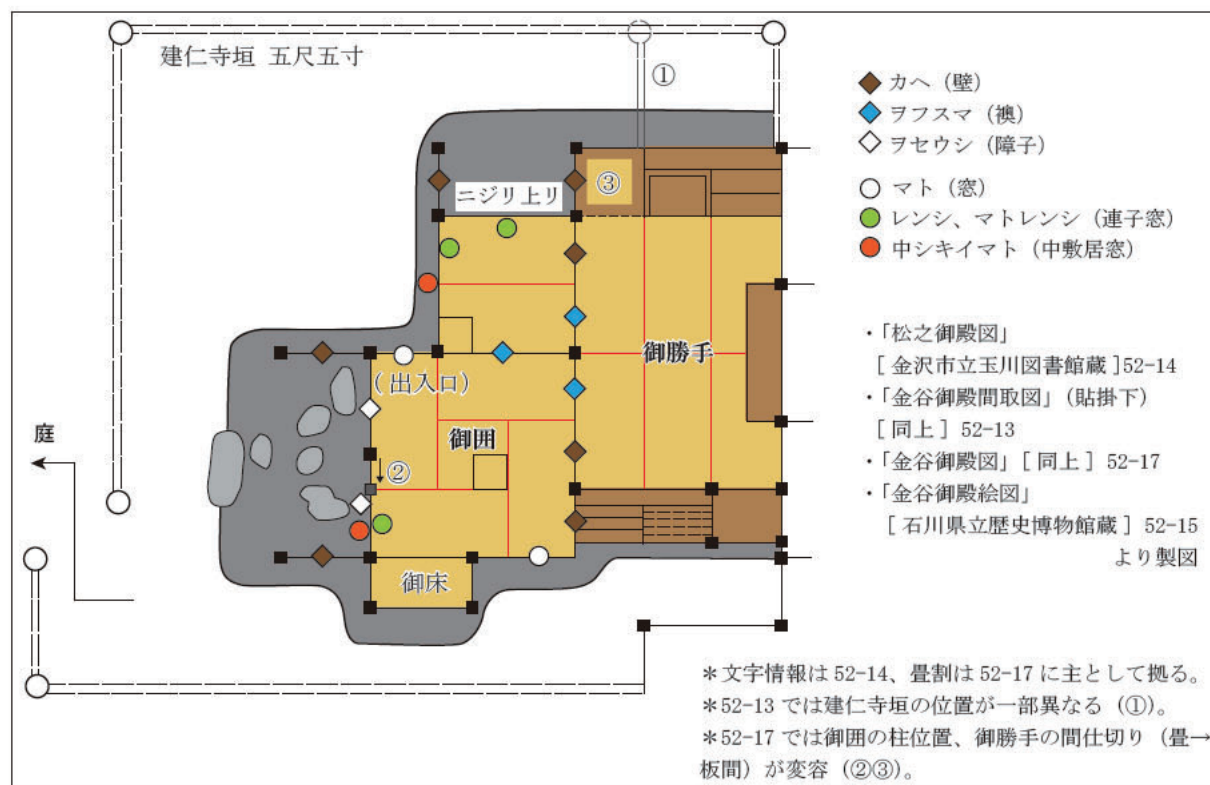 建仁寺垣 五尺五寸
①
ニジリ上リ
③
御勝手
(出入口)
御囲
②
御床
庭
カヘ（壁）
ヲフスマ（襖）
ヲセウシ（障子）
マト（窓）
レンシ、マトレンシ（連子窓）
中シキイマト（中敷居窓）
・「松之御殿図」
［金沢市立玉川図書館蔵］52-14
・「金谷御殿間取図」（貼掛下）
［同上］52-13
・「金谷御殿図」［同上］52-17
・「金谷御殿絵図」
［石川県立歴史博物館蔵］52-15
より製図
＊文字情報は 52-14、畳割は 52-17 に主として拠る。
＊52-13 では建仁寺垣の位置が一部異なる（①）。
＊52-17 では御囲の柱位置、御勝手の間仕切り（畳→
板間）が変容（②③）。